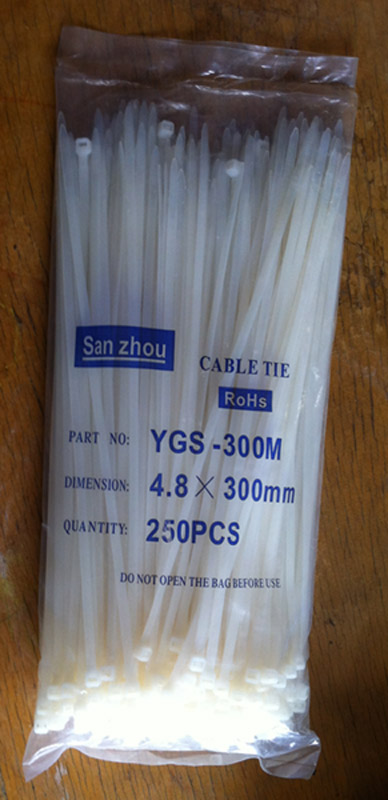 San zhou
CABLE TIE
RoHs
PART NO: YGS-300M
DIMENSION: 4.8×300mm
QUANTITY: 250PCS
DO NOT OPEN THE BAG BEFORE USE